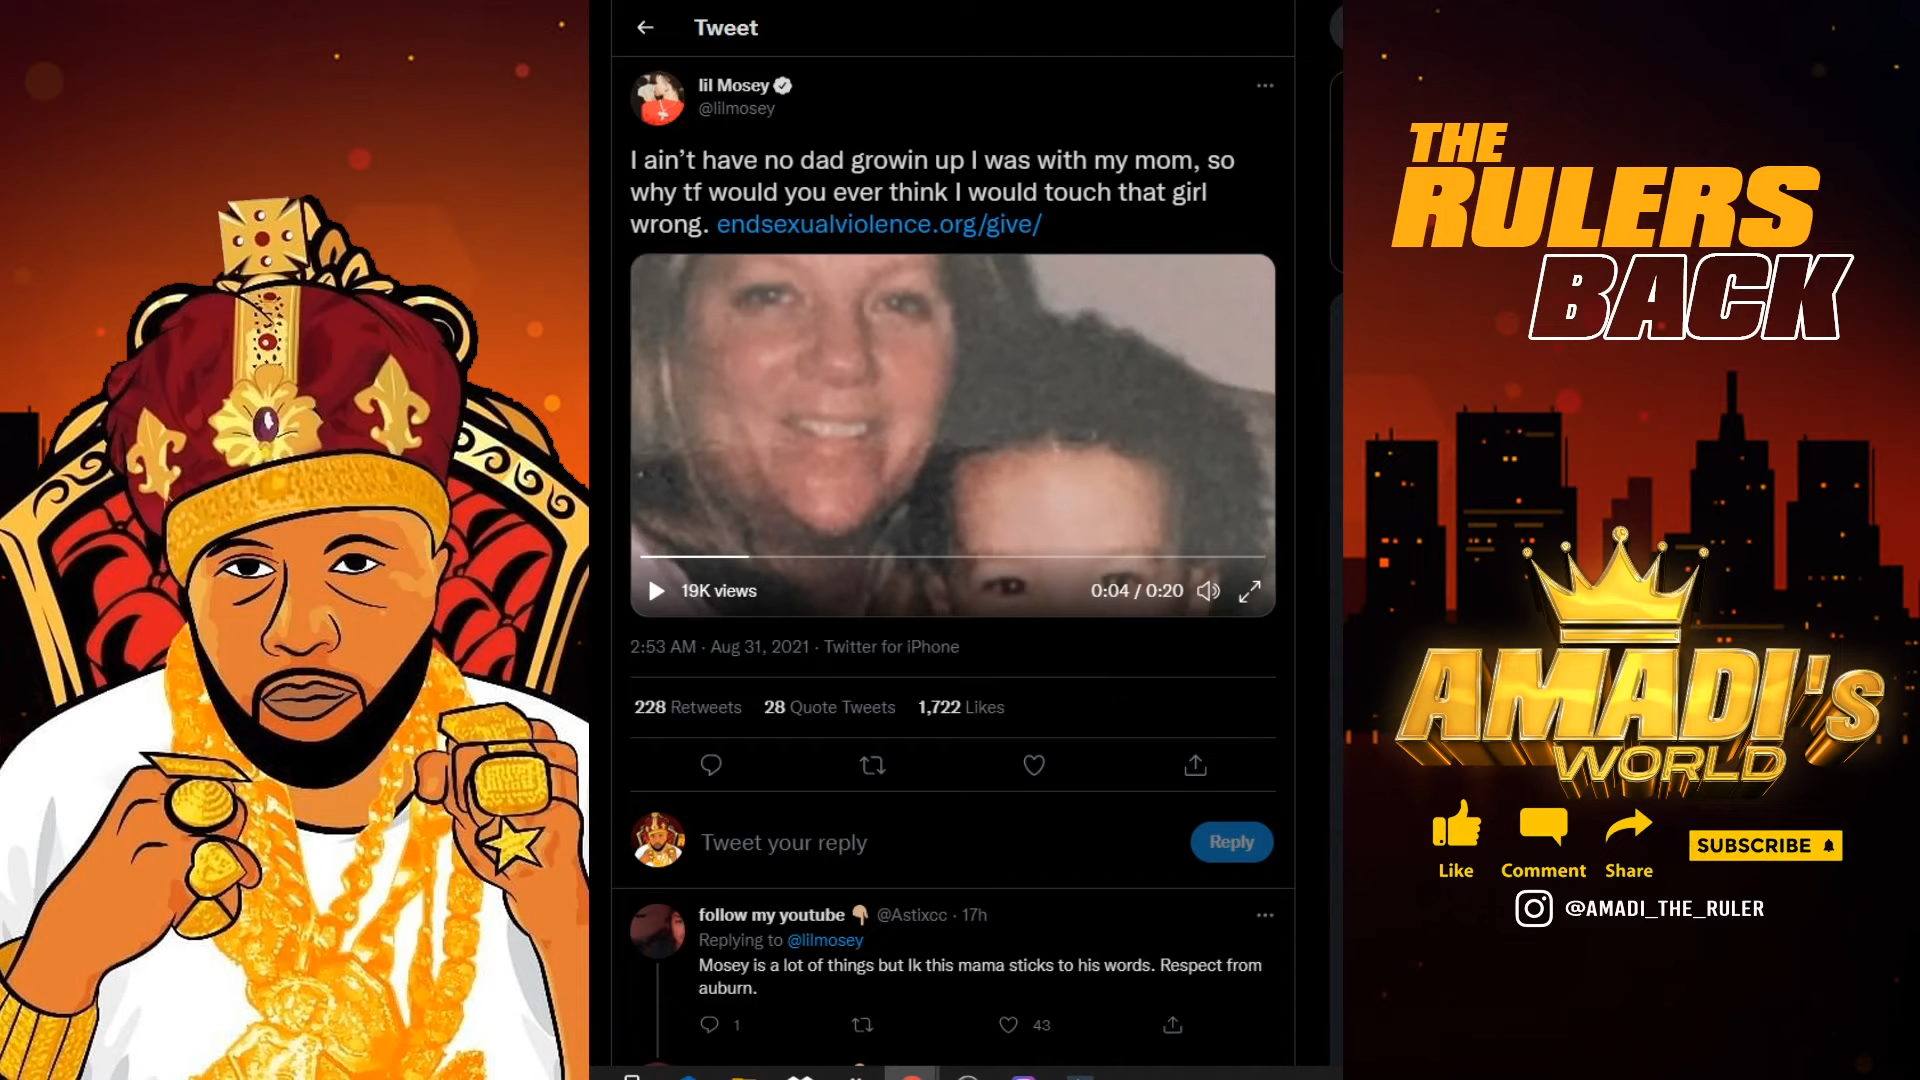 Tweet
lil Mosey
@lilmosey
I ain’t have no dad growin up I was with my mom, so
why tf would you ever think I would touch that girl
wrong. endsexualviolence.org/give/
19K views
0:04 / 0:20
2:53 AM · Aug 31, 2021 · Twitter for iPhone
228 Retweets 28 Quote Tweets 1,722 Likes
Tweet your reply
Reply
follow my youtube @Astixcc · 17h
Replying to @lilmosey
Mosey is a lot of things but Ik this mama sticks to his words. Respect from
auburn.
1
43
THE
RULERS
BACK
AMADI's
WORLD
Like Comment Share
SUBSCRIBE
@AMADI_THE_RULER